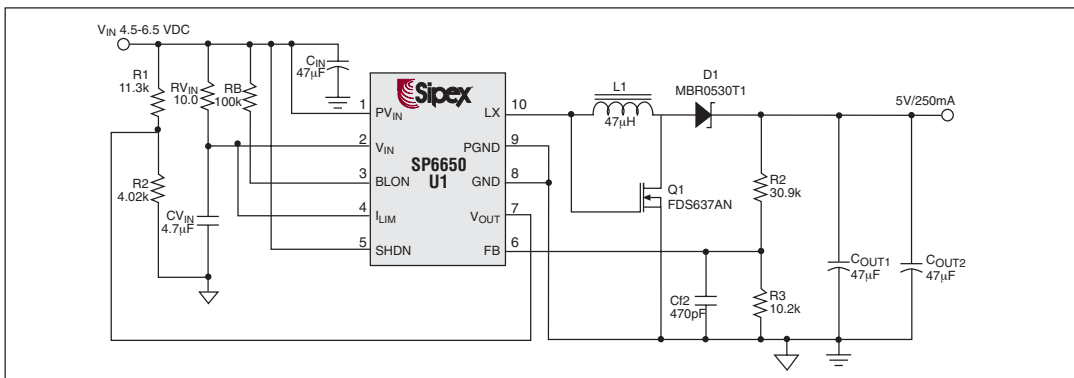 V_IN 4.5-6.5 VDC
R1
11.3k
RV_IN
10.0
RB
100k
C_IN
47µF
R2
4.02k
CV_IN
4.7µF
Sipex
SP6650
U1
1 PV_IN
2 V_IN
3 BLON
4 I_LIM
5 SHDN
10 LX
9 PGND
8 GND
7 V_OUT
6 FB
L1
47µH
D1
MBR0530T1
5V/250mA
Q1
FDS637AN
R2
30.9k
Cf2
470pF
R3
10.2k
C_OUT1
47µF
C_OUT2
47µF